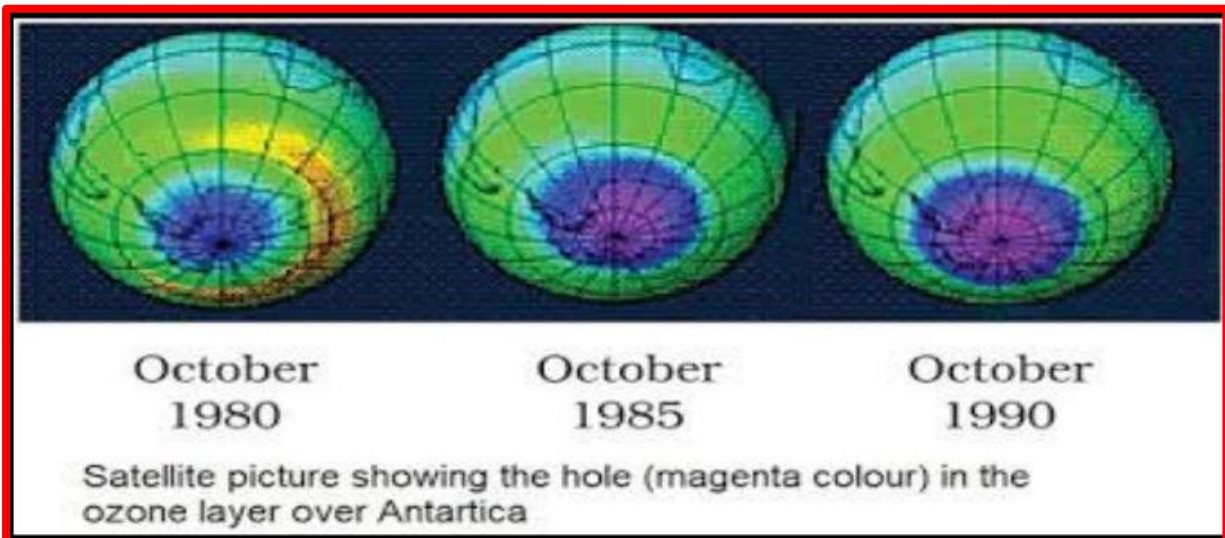 October
1980
October
1985
October
1990
Satellite picture showing the hole (magenta colour) in the
ozone layer over Antartica